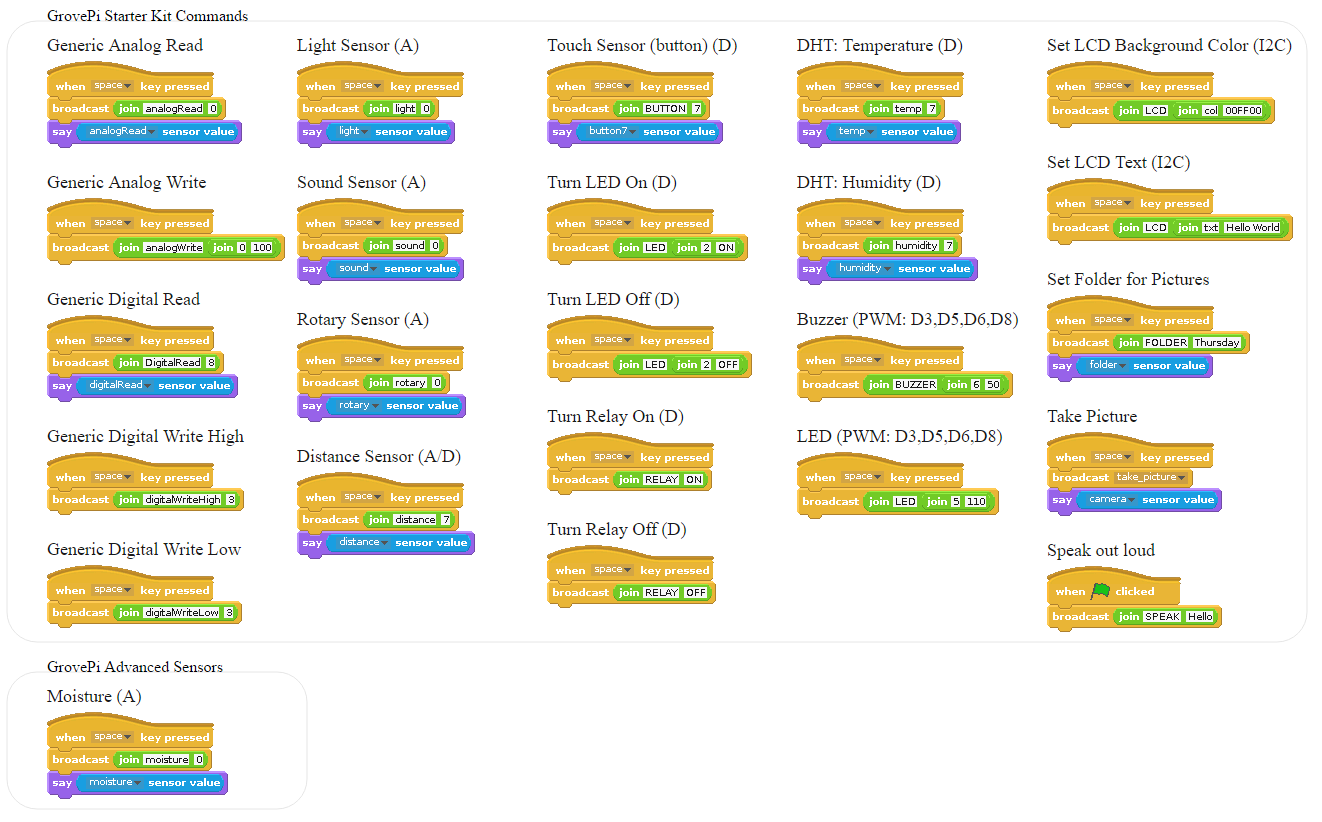 GrovePi Starter Kit Commands
Generic Analog Read
when space key pressed
broadcast join analogRead 0
say analogRead sensor value
Generic Analog Write
when space key pressed
broadcast join analogWrite join 0 100
Generic Digital Read
when space key pressed
broadcast join DigitalRead 8
say digitalRead sensor value
Generic Digital Write High
when space key pressed
broadcast join digitalWriteHigh 3
Generic Digital Write Low
when space key pressed
broadcast join digitalWriteLow 3
Light Sensor (A)
when space key pressed
broadcast join light 0
say light sensor value
Sound Sensor (A)
when space key pressed
broadcast join sound 0
say sound sensor value
Rotary Sensor (A)
when space key pressed
broadcast join rotary 0
say rotary sensor value
Distance Sensor (A/D)
when space key pressed
broadcast join distance 7
say distance sensor value
Touch Sensor (button) (D)
when space key pressed
broadcast join BUTTON 7
say button7 sensor value
Turn LED On (D)
when space key pressed
broadcast join LED join 2 ON
Turn LED Off (D)
when space key pressed
broadcast join LED join 2 OFF
Turn Relay On (D)
when space key pressed
broadcast join RELAY ON
Turn Relay Off (D)
when space key pressed
broadcast join RELAY OFF
DHT: Temperature (D)
when space key pressed
broadcast join temp 7
say temp sensor value
DHT: Humidity (D)
when space key pressed
broadcast join humidity 7
say humidity sensor value
Buzzer (PWM: D3,D5,D6,D8)
when space key pressed
broadcast join BUZZER join 6 50
LED (PWM: D3,D5,D6,D8)
when space key pressed
broadcast join LED join 5 110
Set LCD Background Color (I2C)
when space key pressed
broadcast join LCD join col 00FF00
Set LCD Text (I2C)
when space key pressed
broadcast join LCD join txt Hello World
Set Folder for Pictures
when space key pressed
broadcast join FOLDER Thursday
say folder sensor value
Take Picture
when space key pressed
broadcast take_picture
say camera sensor value
Speak out loud
when clicked
broadcast join SPEAK Hello
GrovePi Advanced Sensors
Moisture (A)
when space key pressed
broadcast join moisture 0
say moisture sensor value